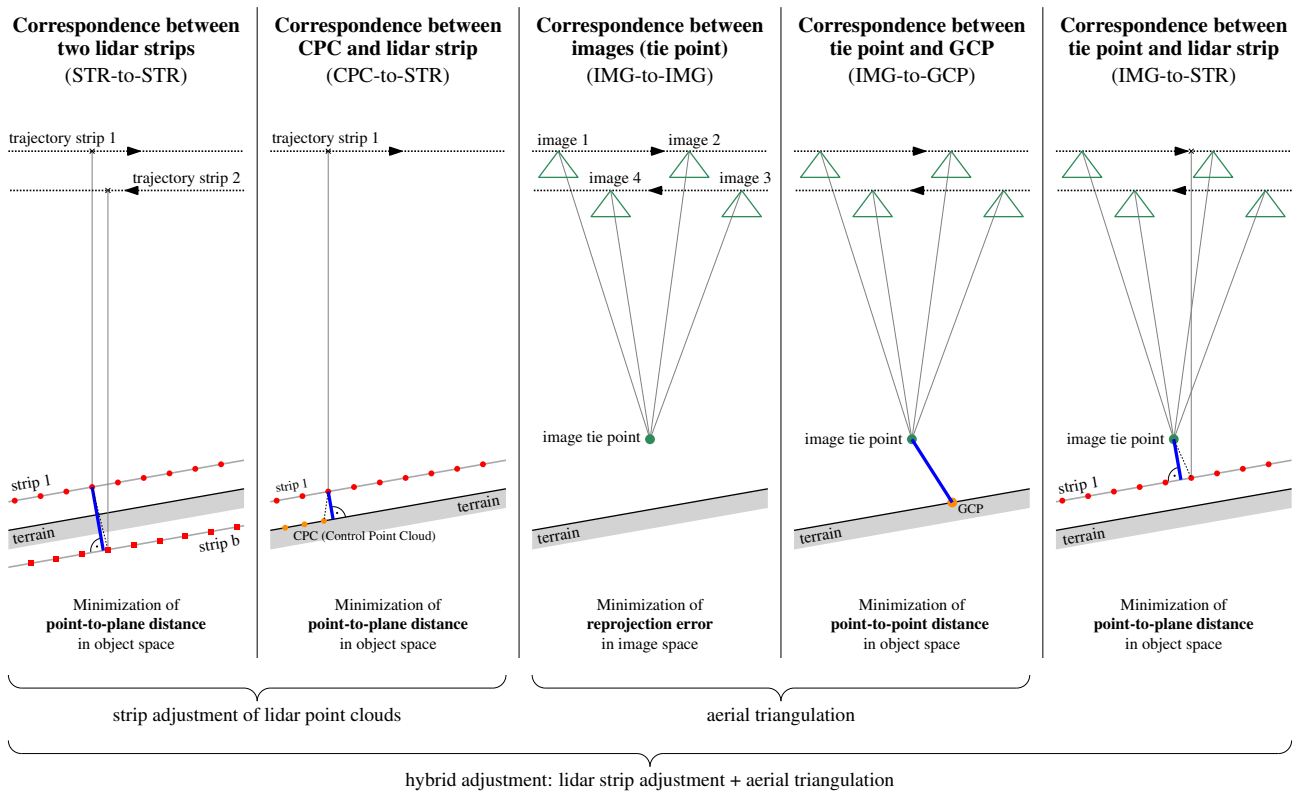 Correspondence between
two lidar strips
(STR-to-STR)
trajectory strip 1
trajectory strip 2
strip 1
terrain
strip b
Minimization of
point-to-plane distance
in object space
Correspondence between
CPC and lidar strip
(CPC-to-STR)
trajectory strip 1
strip 1
terrain
CPC (Control Point Cloud)
Minimization of
point-to-plane distance
in object space
Correspondence between
images (tie point)
(IMG-to-IMG)
image 1
image 2
image 4
image 3
image tie point
terrain
Minimization of
reprojection error
in image space
Correspondence between
tie point and GCP
(IMG-to-GCP)
image tie point
GCP
terrain
Minimization of
point-to-point distance
in object space
Correspondence between
tie point and lidar strip
(IMG-to-STR)
image tie point
strip 1
terrain
Minimization of
point-to-plane distance
in object space
strip adjustment of lidar point clouds
aerial triangulation
hybrid adjustment: lidar strip adjustment + aerial triangulation